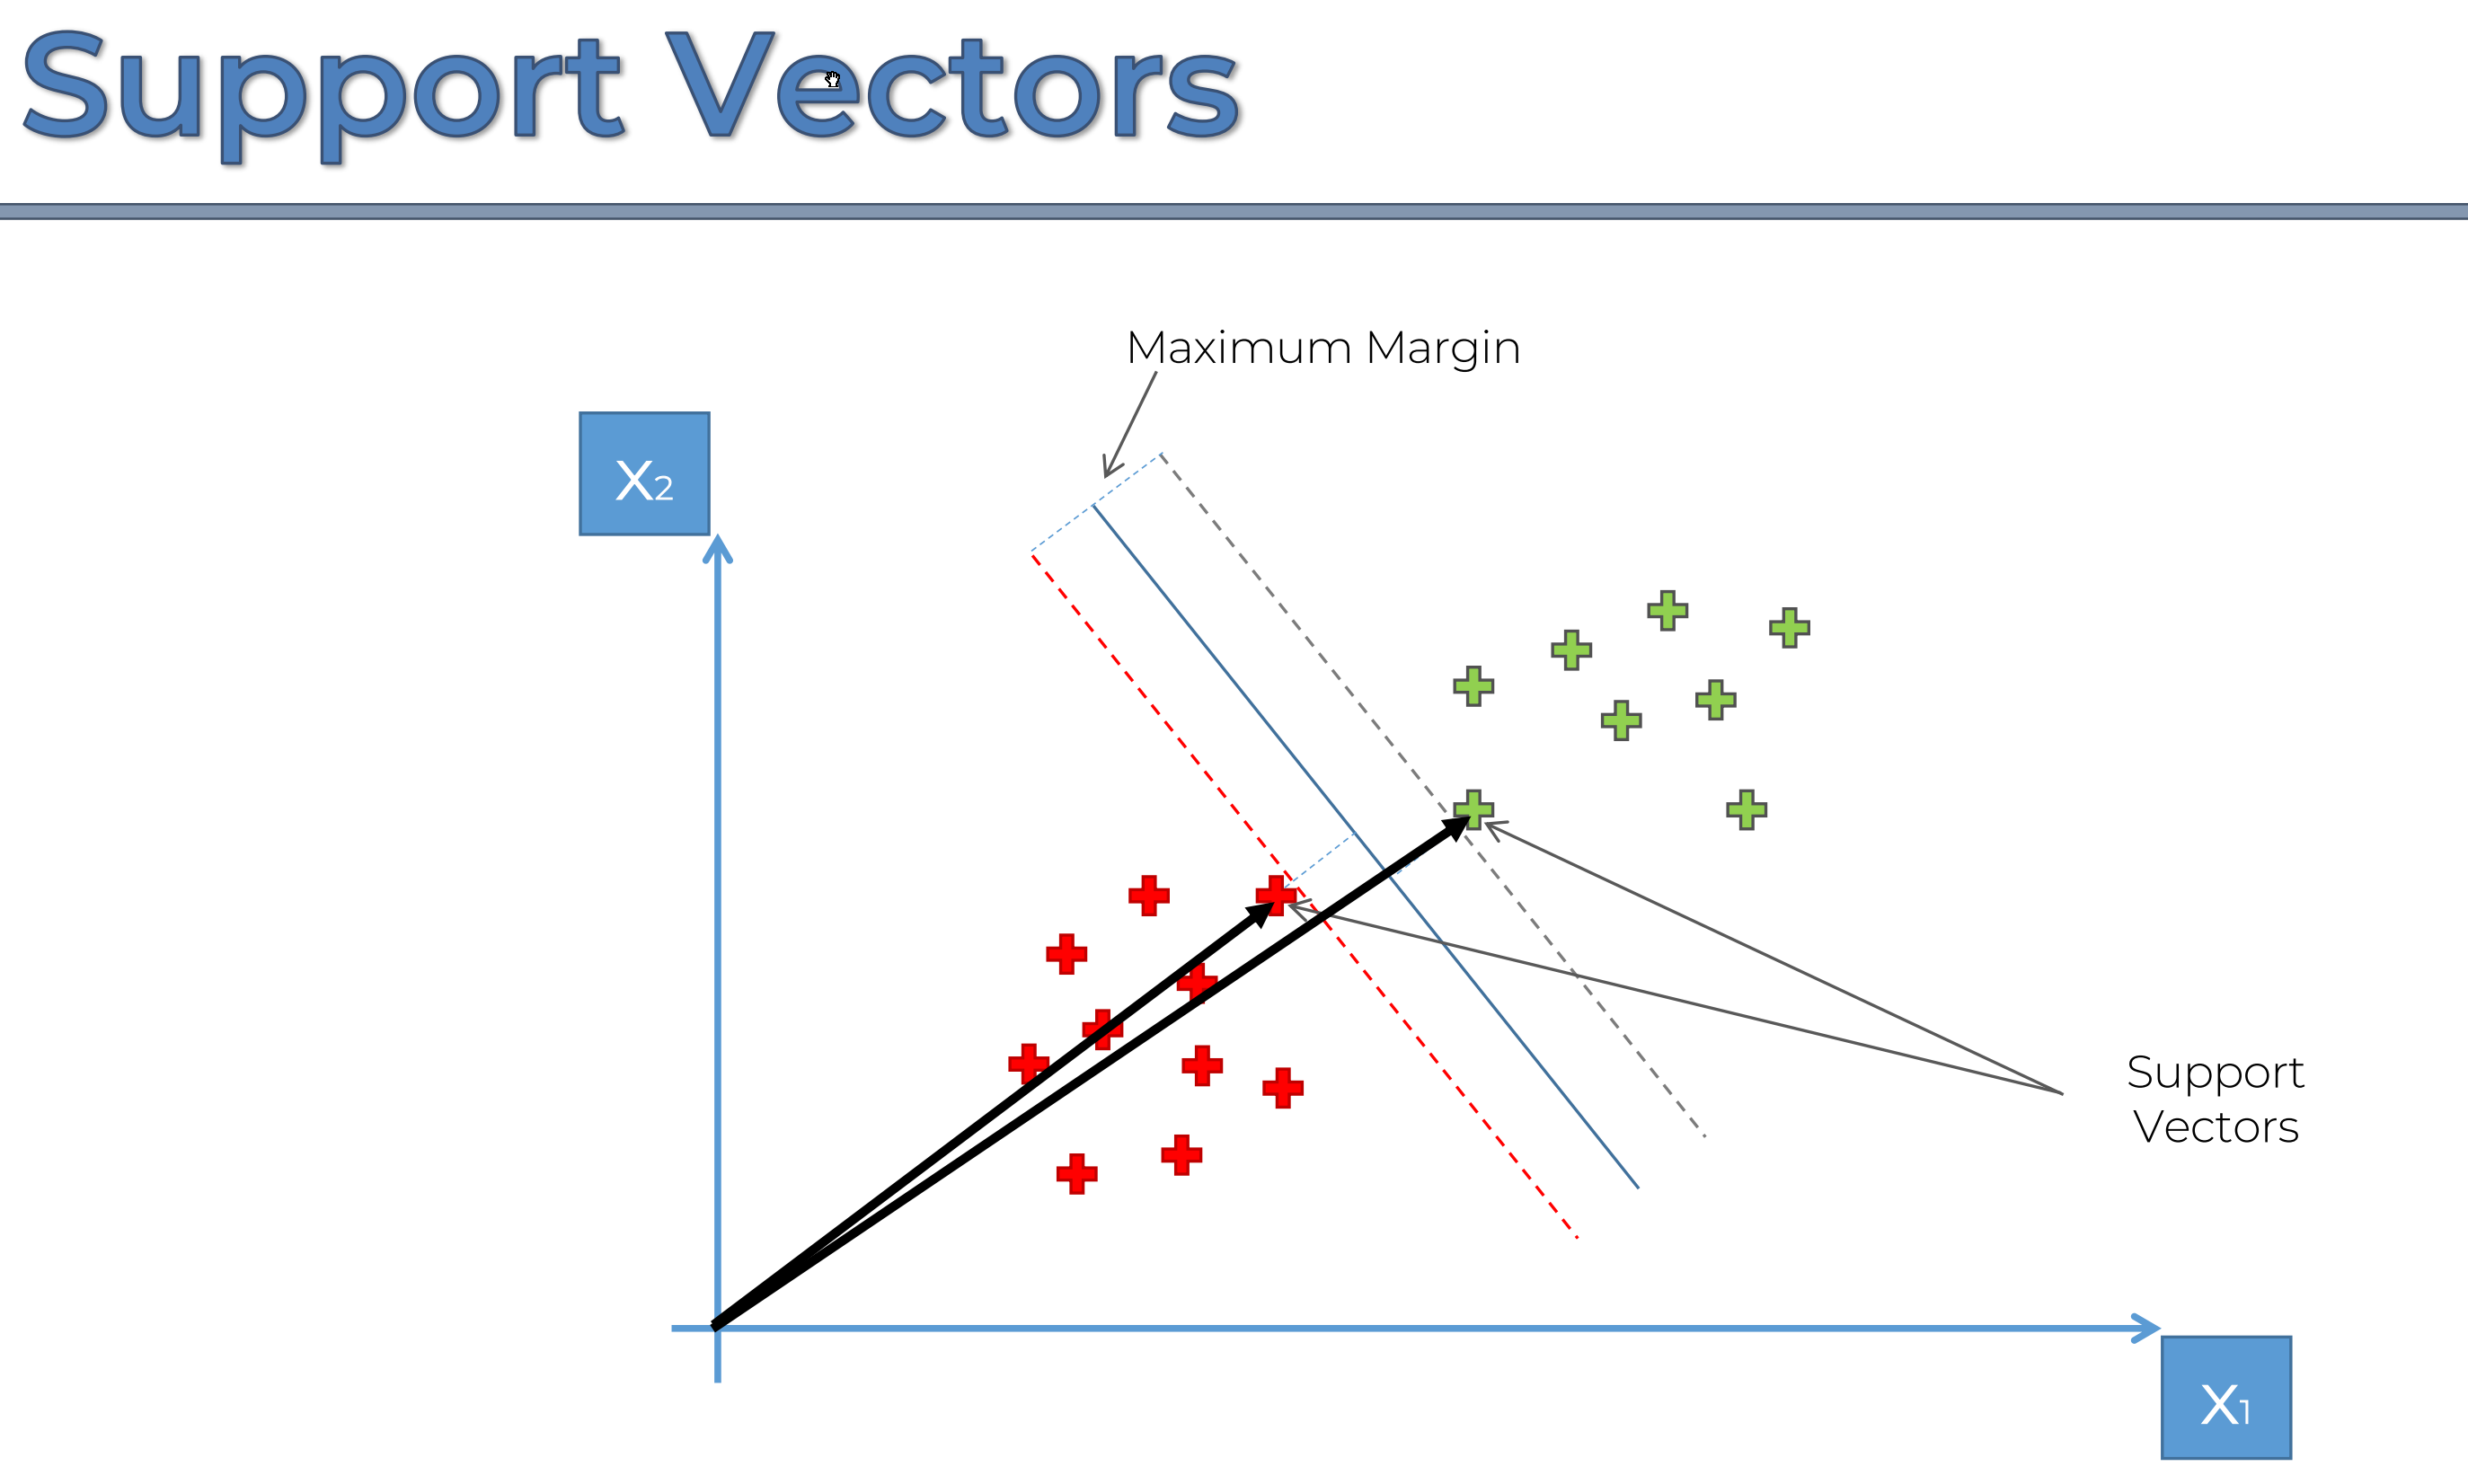 Support Vectors
Maximum Margin
X2
Support
Vectors
X1